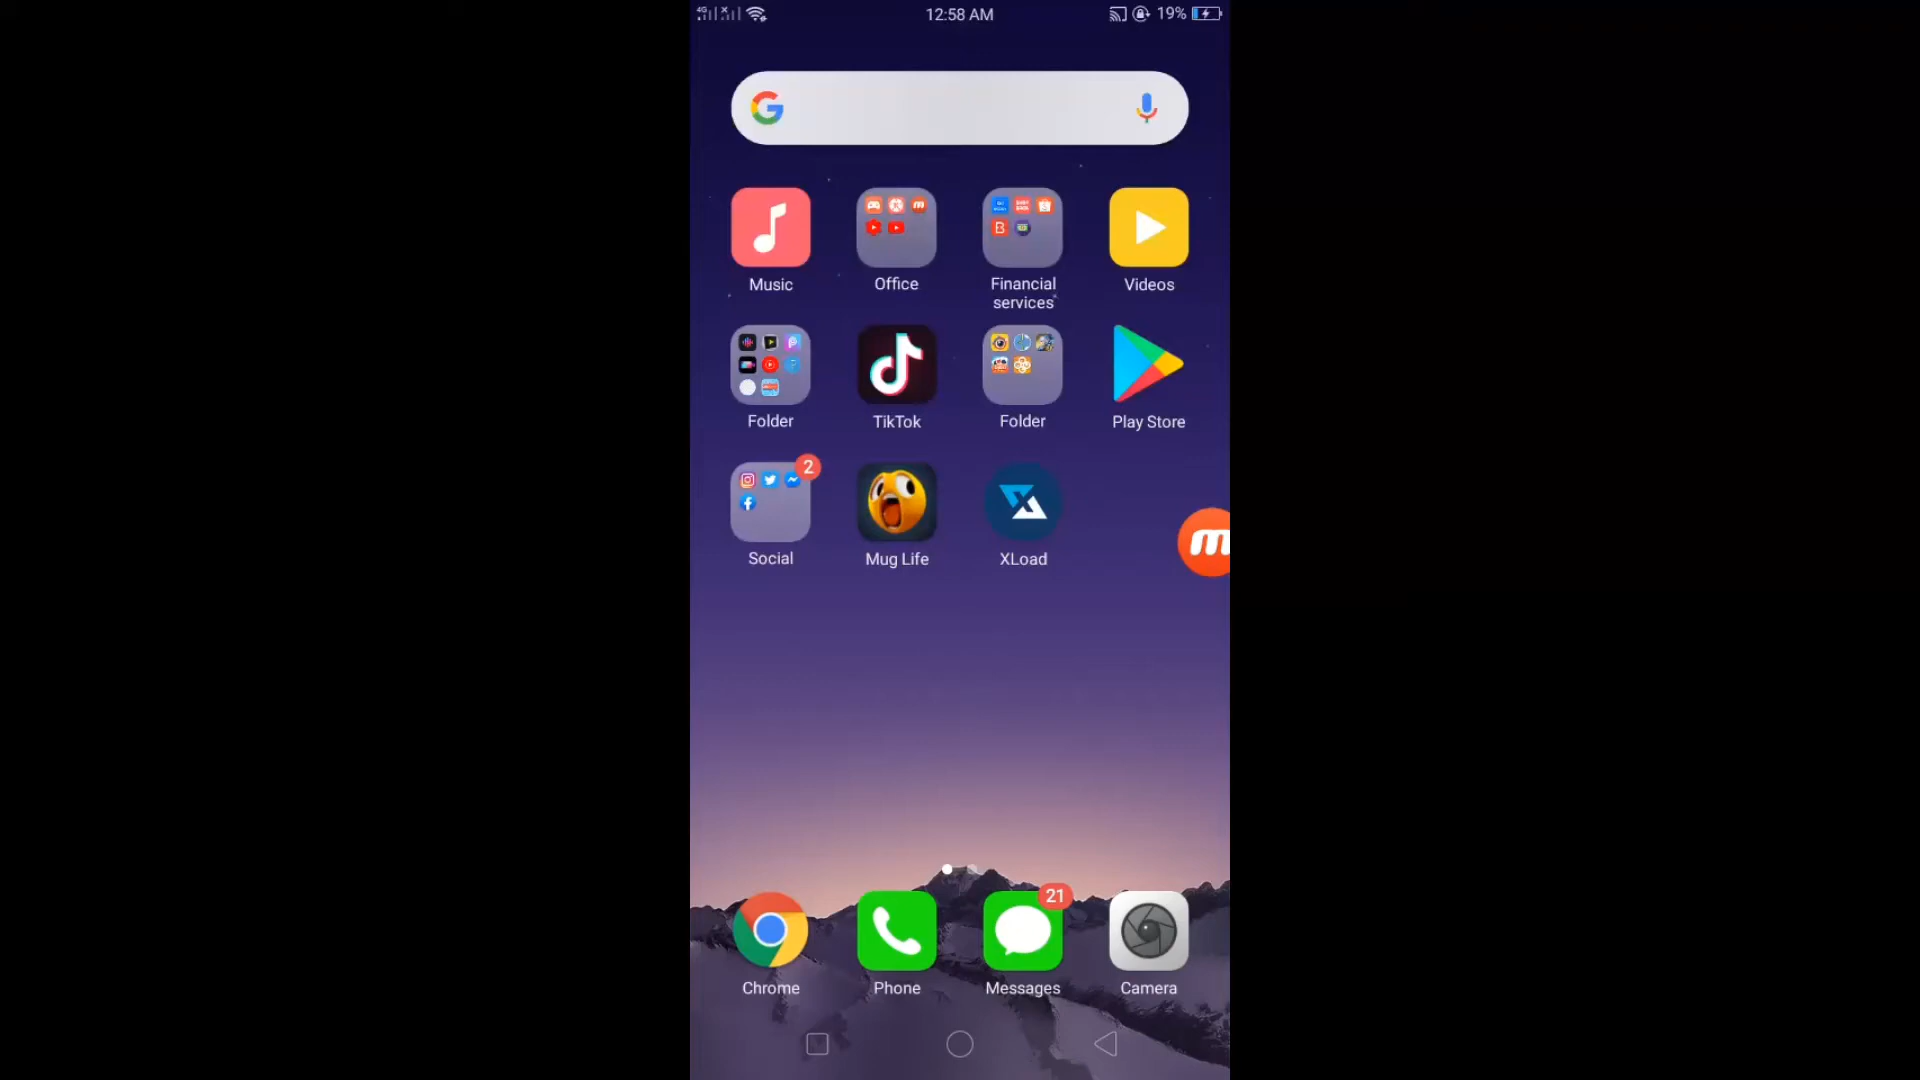 4G
12:58 AM
19%
Music
Office
Financial
services
Videos
Folder
TikTok
Folder
Play Store
2
Social
Mug Life
XLoad
21
Chrome
Phone
Messages
Camera